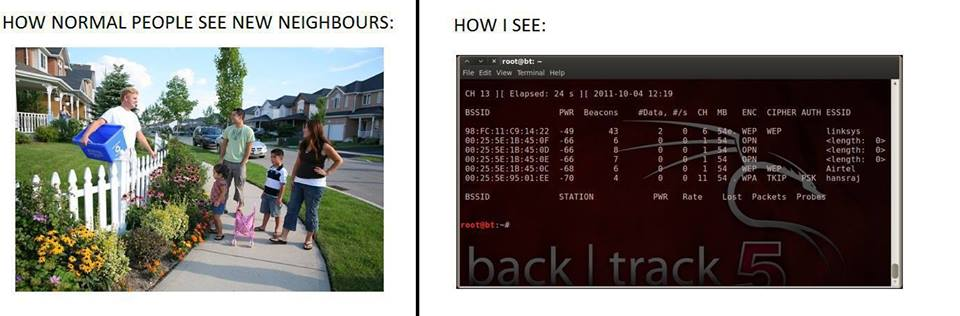 HOW NORMAL PEOPLE SEE NEW NEIGHBOURS:
HOW I SEE:
root@bt: ~
File Edit View Terminal Help
CH 13 ][ Elapsed: 24 s ][ 2011-10-04 12:19
BSSID PWR Beacons #Data, #/s CH MB ENC CIPHER AUTH ESSID
98:FC:11:C9:14:22 -49 43 2 0 6 54e. WEP WEP linksys
00:25:5E:1B:45:0F -66 6 0 0 1 54 OPN <length: 0>
00:25:5E:1B:45:0D -66 8 0 0 1 54 OPN <length: 0>
00:25:5E:1B:45:0E -66 7 0 0 1 54 OPN <length: 0>
00:25:5E:1B:45:0C -68 6 0 0 1 54 WEP WEP Airtel
00:25:5E:95:01:EE -70 4 0 0 11 54 WPA TKIP PSK hansraj
BSSID STATION PWR Rate Lost Packets Probes
root@bt:~#
back | track 5